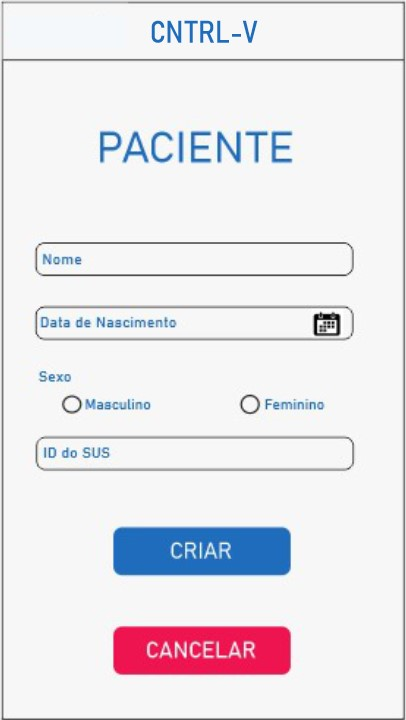 CNTRL-V
PACIENTE
Nome
Data de Nascimento
Sexo
Masculino Feminino
ID do SUS
CRIAR
CANCELAR